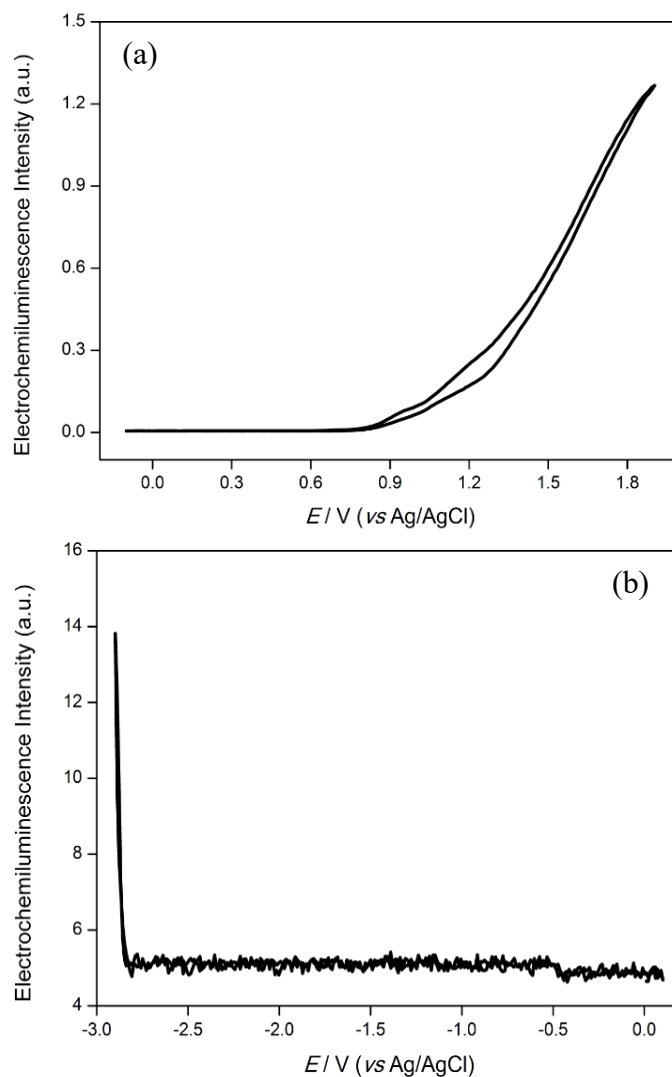 (a)
Electrochemiluminescence Intensity (a.u.)
1.5
1.2
0.9
0.6
0.3
0.0
0.0 0.3 0.6 0.9 1.2 1.5 1.8
E / V (vs Ag/AgCl)
(b)
Electrochemiluminescence Intensity (a.u.)
16
14
12
10
8
6
4
-3.0 -2.5 -2.0 -1.5 -1.0 -0.5 0.0
E / V (vs Ag/AgCl)